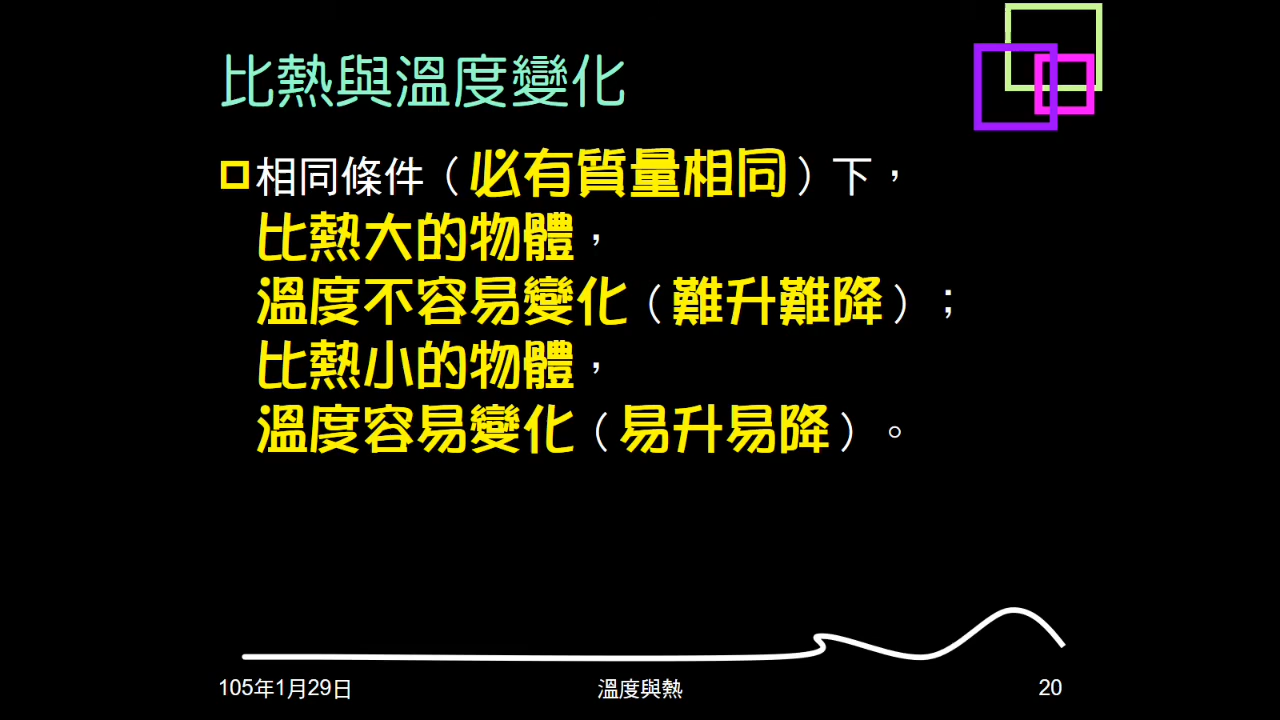 比熱與溫度變化
相同條件（必有質量相同）下，
比熱大的物體，
溫度不容易變化（難升難降）；
比熱小的物體，
溫度容易變化（易升易降）。
105年1月29日
溫度與熱
20